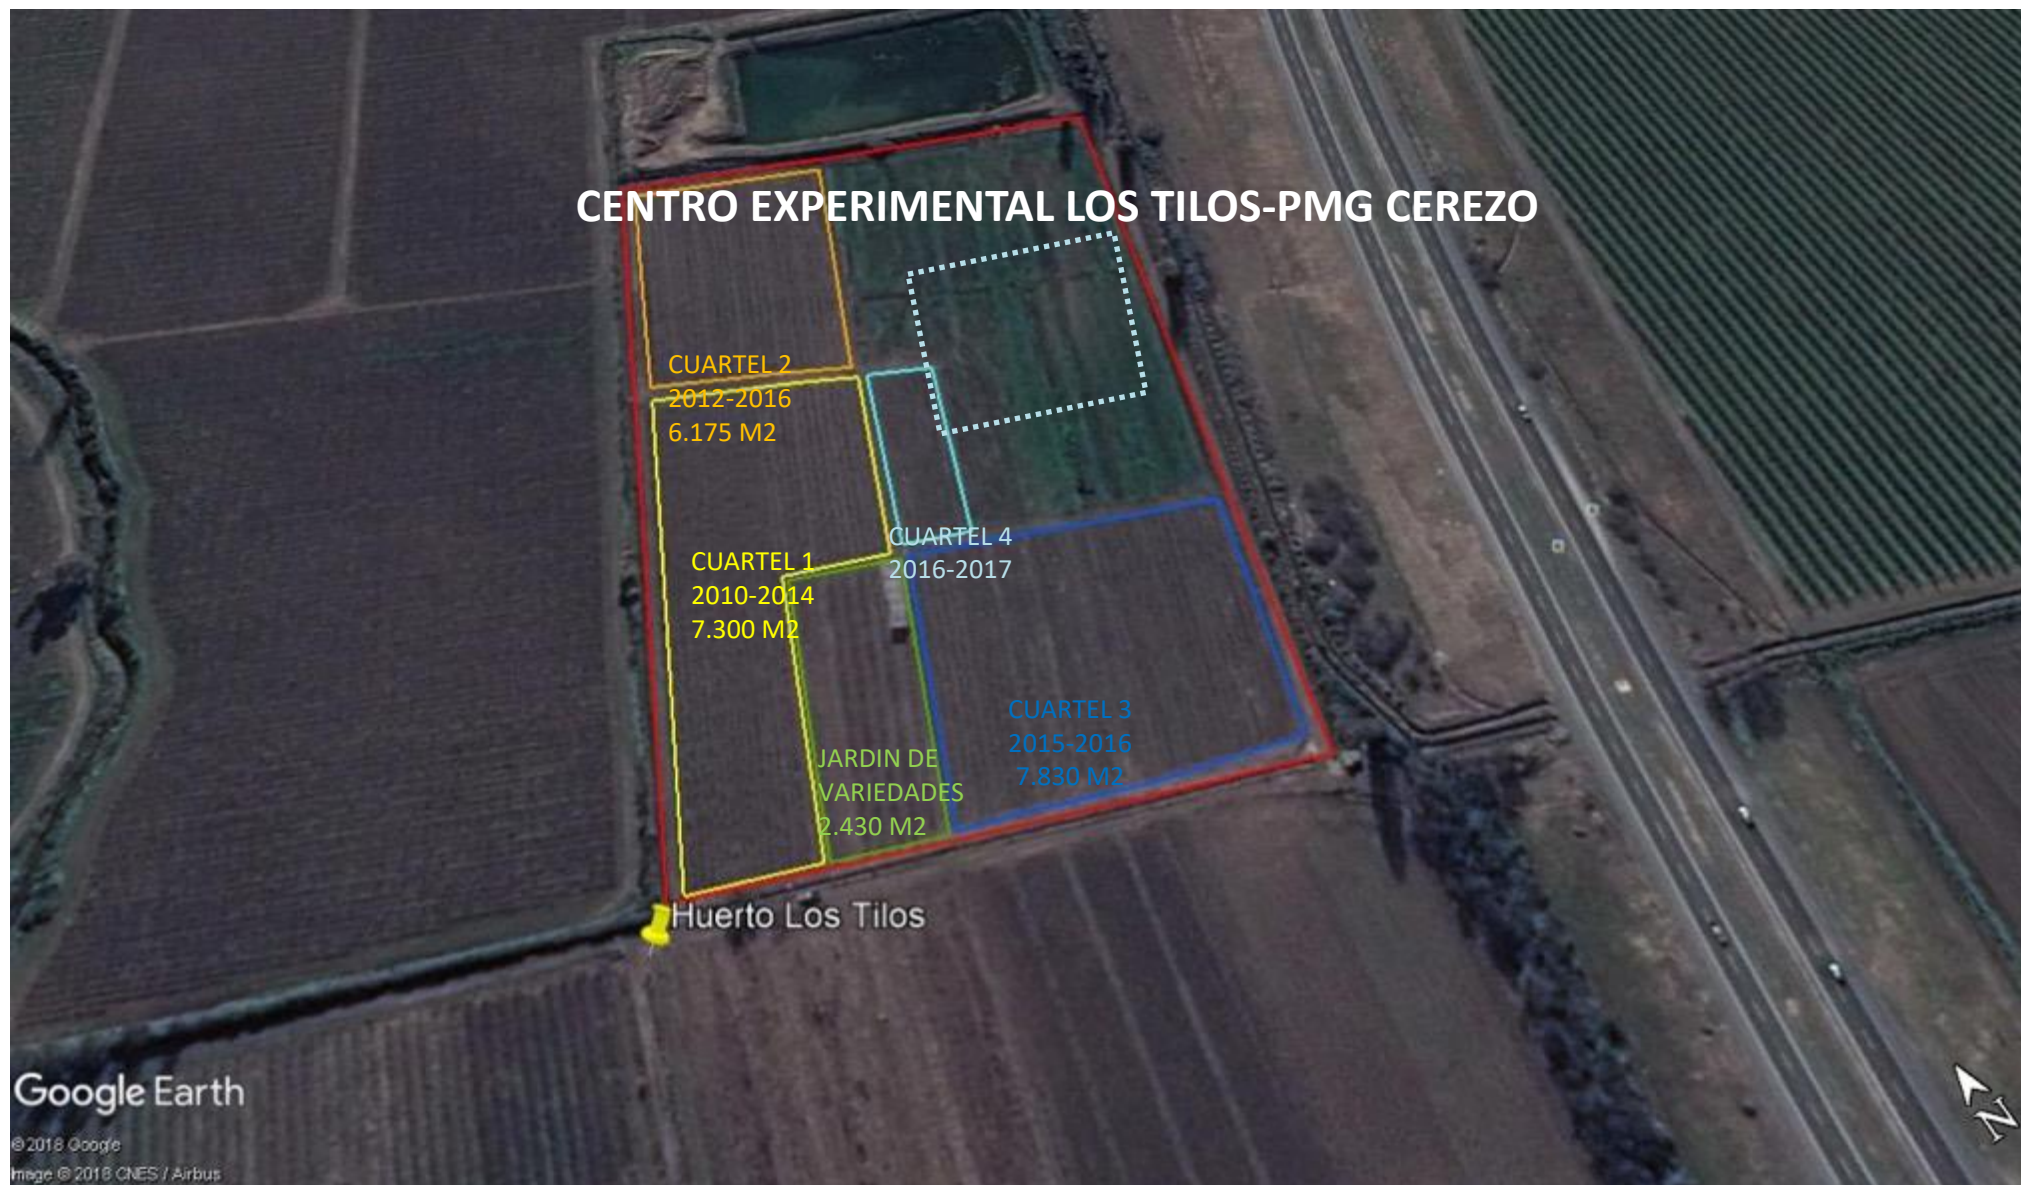 CENTRO EXPERIMENTAL LOS TILOS-PMG CEREZO
CUARTEL 2
2012-2016
6.175 M2
CUARTEL 4
2016-2017
CUARTEL 1
2010-2014
7.300 M2
CUARTEL 3
2015-2016
7.830 M2
JARDIN DE
VARIEDADES
2.430 M2
Huerto Los Tilos
Google Earth
©2018 Google
Image © 2018 CNES / Airbus
N